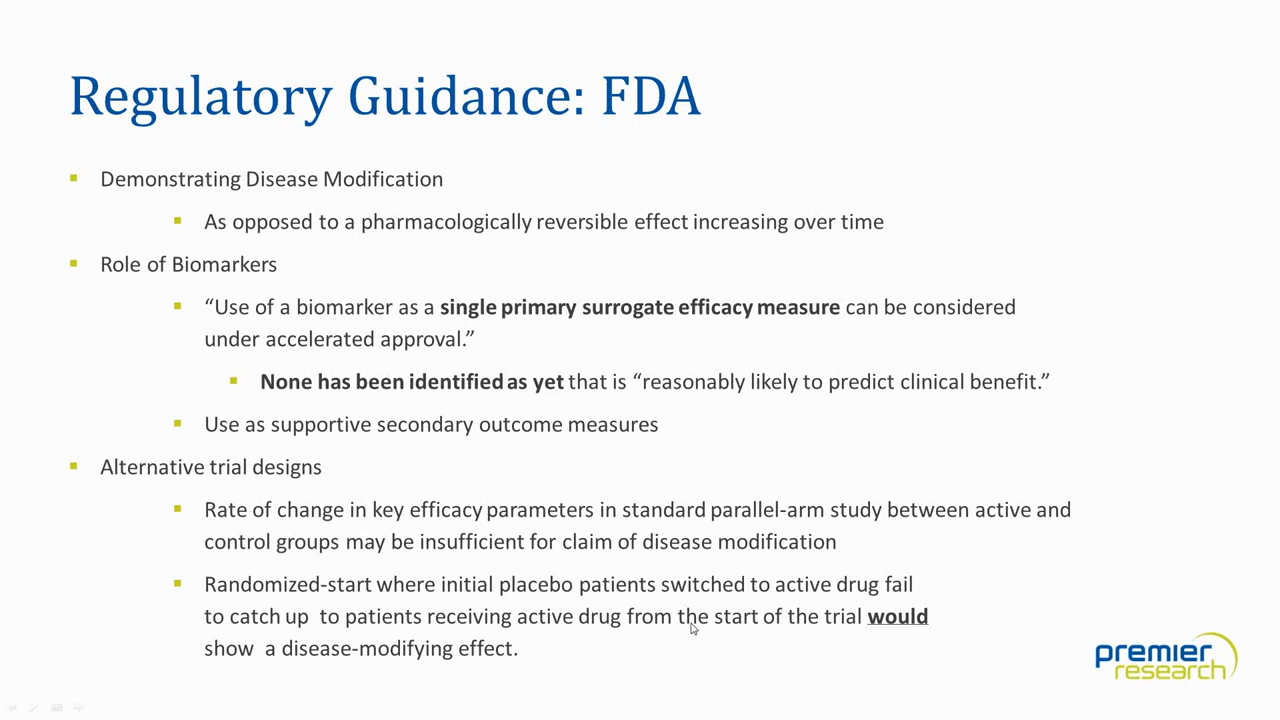 Regulatory Guidance: FDA
Demonstrating Disease Modification
As opposed to a pharmacologically reversible effect increasing over time
Role of Biomarkers
“Use of a biomarker as a single primary surrogate efficacy measure can be considered
under accelerated approval.”
None has been identified as yet that is “reasonably likely to predict clinical benefit.”
Use as supportive secondary outcome measures
Alternative trial designs
Rate of change in key efficacy parameters in standard parallel-arm study between active and
control groups may be insufficient for claim of disease modification
Randomized-start where initial placebo patients switched to active drug fail
to catch up  to patients receiving active drug from the start of the trial would
show  a disease-modifying effect.
premier
research